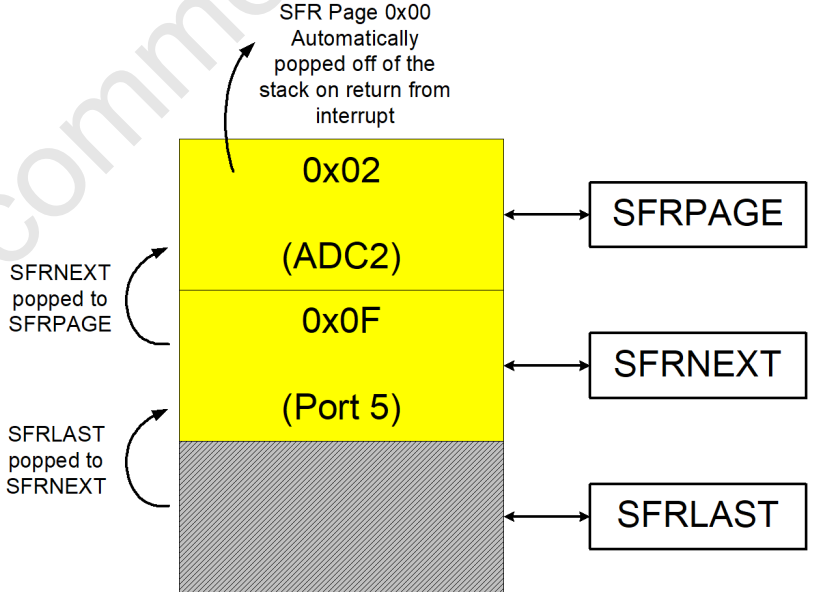 SFR Page 0x00
Automatically
popped off of the
stack on return from
interrupt
0x02
(ADC2)
SFRPAGE
SFRNEXT
popped to
SFRPAGE
0x0F
(Port 5)
SFRNEXT
SFRLAST
popped to
SFRNEXT
SFRLAST